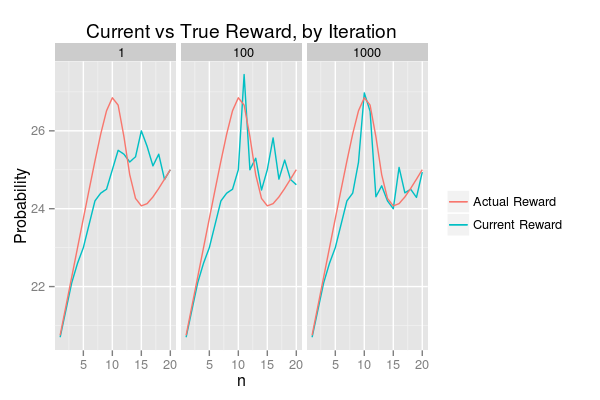 Current vs True Reward, by Iteration
1 100 1000
26
24
22
Probability
5 10 15 20 5 10 15 20 5 10 15 20
n
Actual Reward
Current Reward